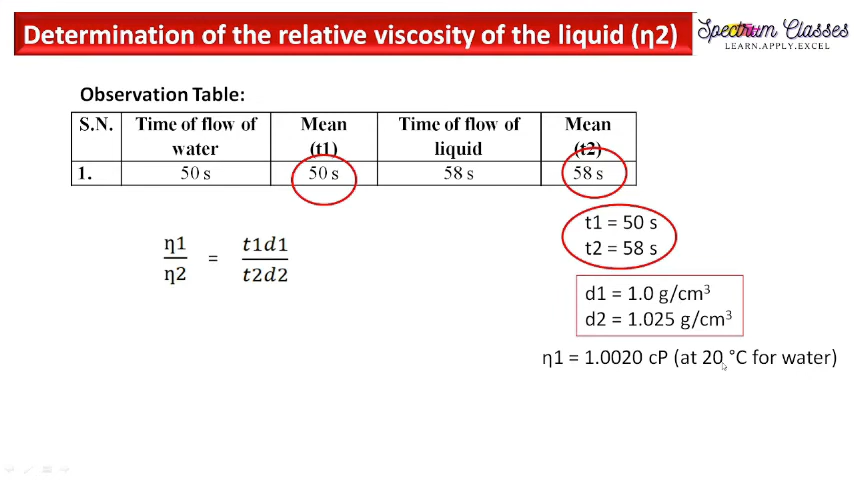 Determination of the relative viscosity of the liquid (η2)
Spectrum Classes
LEARN.APPLY.EXCEL
Observation Table:
S.N. Time of flow of water Mean (t1) Time of flow of liquid Mean (t2)
1. 50 s 50 s 58 s 58 s
t1 = 50 s
t2 = 58 s
η1/η2 = t1d1/t2d2
d1 = 1.0 g/cm³
d2 = 1.025 g/cm³
η1 = 1.0020 cP (at 20 °C for water)